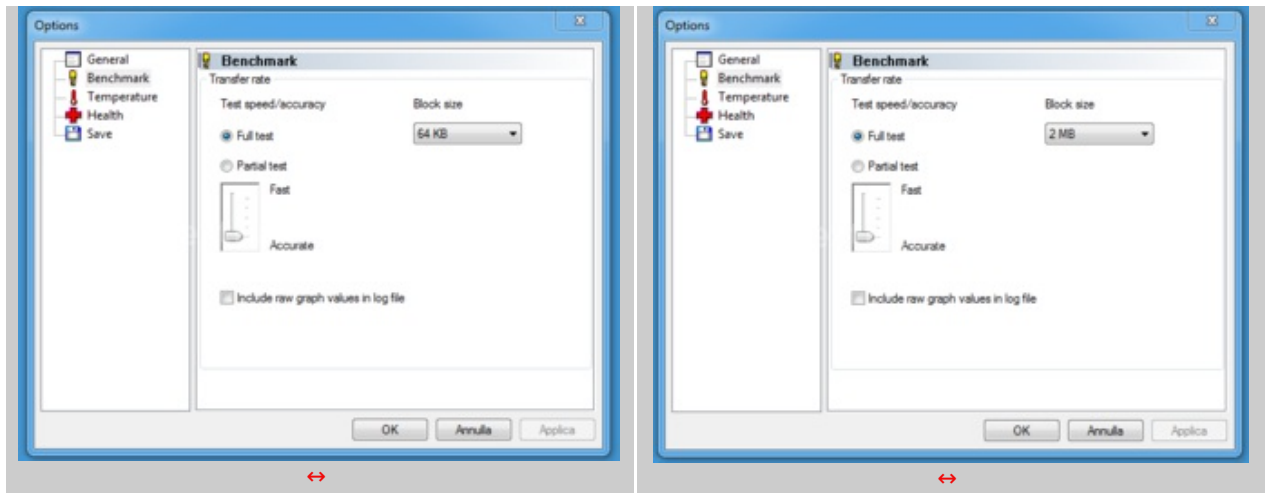 Options
General
Benchmark
Temperature
Health
Save
Benchmark
Transfer rate
Test speed/accuracy
Block size
Full test
64 KB
Partial test
Fast
Accurate
Include raw graph values in log file
OK
Annulla
Applica
Options
General
Benchmark
Temperature
Health
Save
Benchmark
Transfer rate
Test speed/accuracy
Block size
Full test
2 MB
Partial test
Fast
Accurate
Include raw graph values in log file
OK
Annulla
Applica